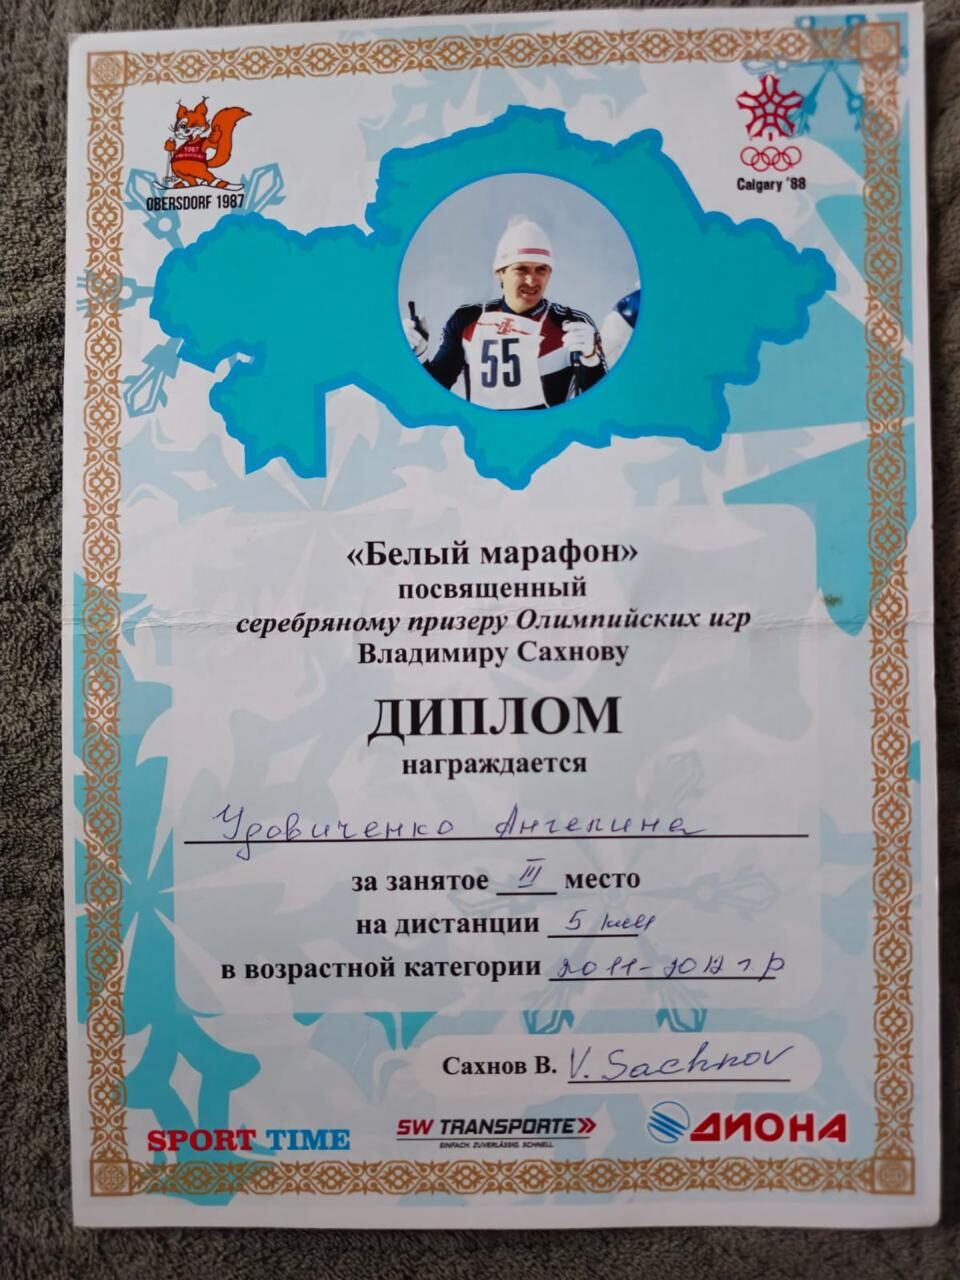 1987
OBERSDORF 1987
Calgary '88
55
«Белый марафон»
посвященный
серебряному призеру Олимпийских игр
Владимиру Сахнову
ДИПЛОМ
награждается
Удовиченко Ангелина
за занятое III место
на дистанции 5 км
в возрастной категории 2011-2012 г.р
Сахнов В. V. Sachnov
SPORT TIME
SW TRANSPORTE
EINFACH. ZUVERLÄSSIG. SCHNELL.
ДИОНА